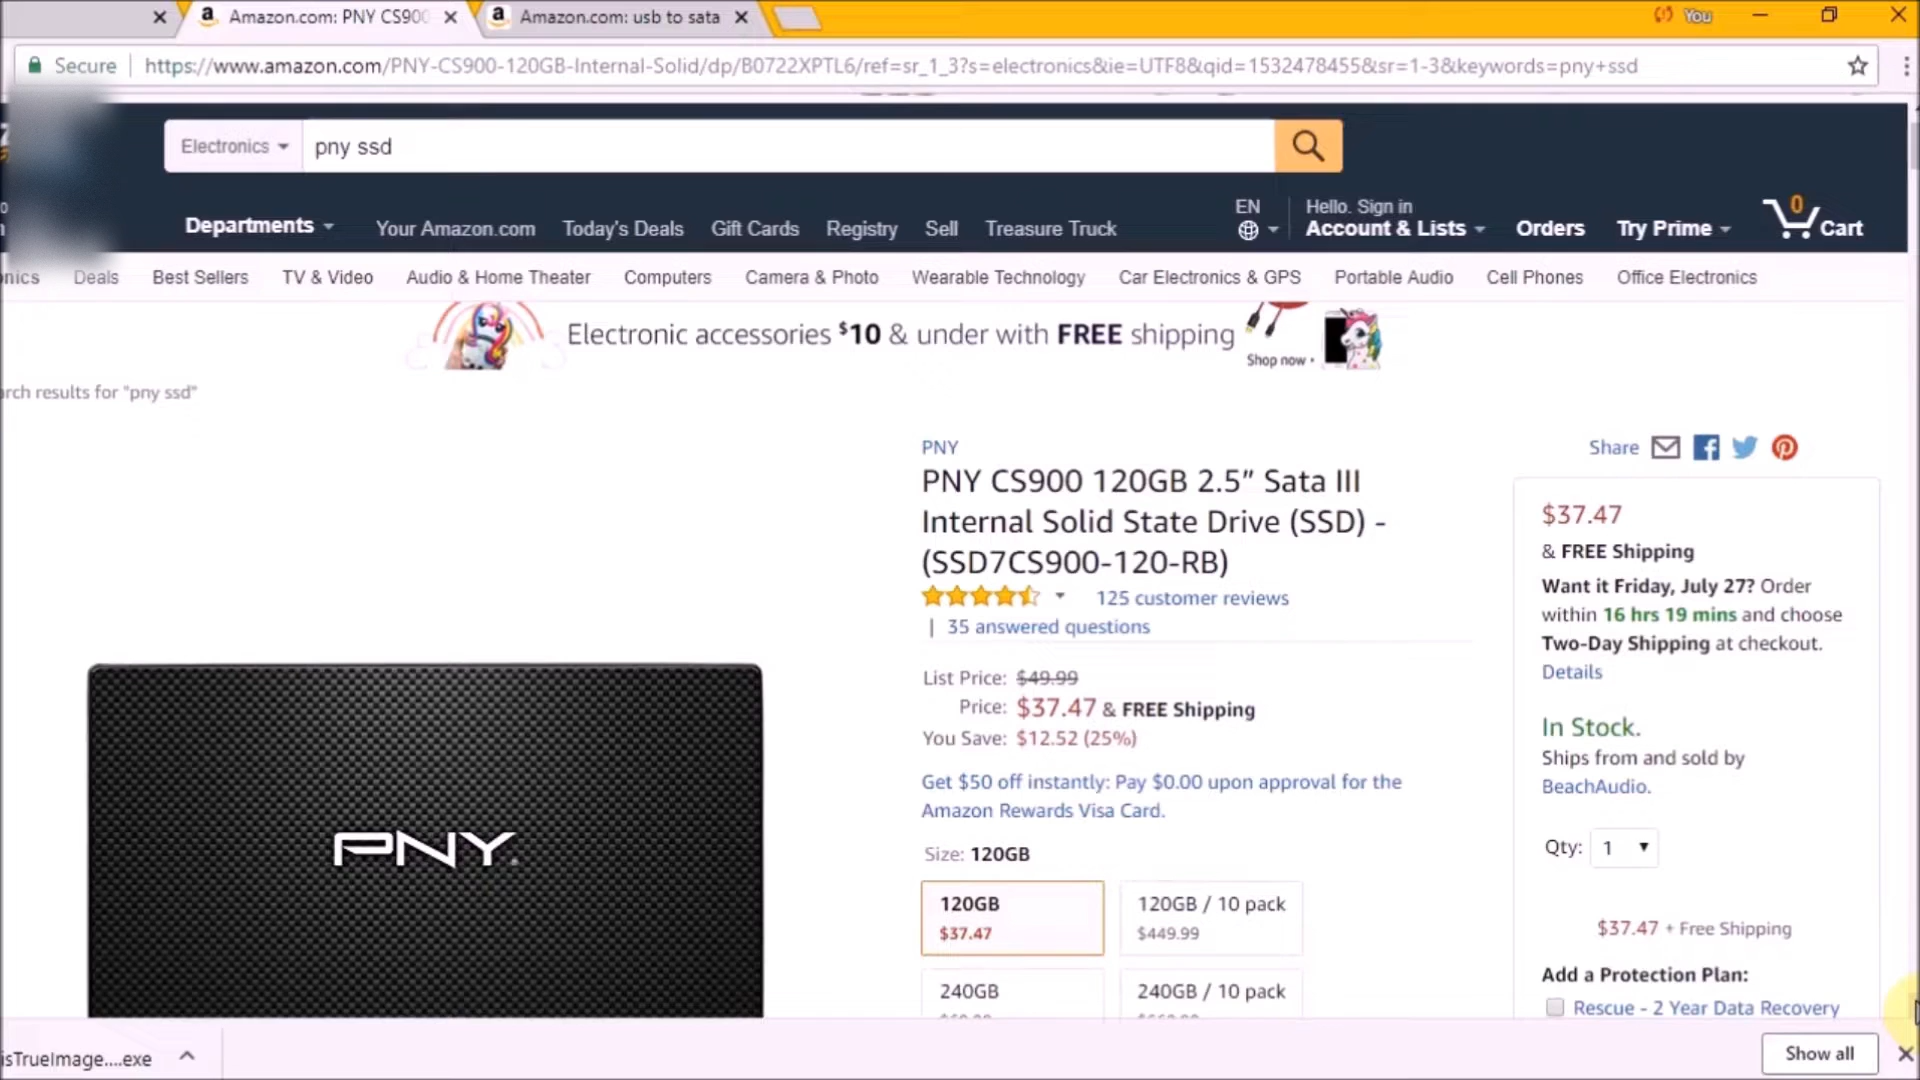 Amazon.com: PNY CS900
Amazon.com: usb to sata
You
Secure
https://www.amazon.com/PNY-CS900-120GB-Internal-Solid/dp/B0722XPTL6/ref=sr_1_3?s=electronics&ie=UTF8&qid=1532478455&sr=1-3&keywords=pny+ssd
Electronics
pny ssd
Departments
Your Amazon.com
Today's Deals
Gift Cards
Registry
Sell
Treasure Truck
EN
Hello. Sign in
Account & Lists
Orders
Try Prime
0
Cart
nics
Deals
Best Sellers
TV & Video
Audio & Home Theater
Computers
Camera & Photo
Wearable Technology
Car Electronics & GPS
Portable Audio
Cell Phones
Office Electronics
Electronic accessories $10 & under with FREE shipping
Shop now
rch results for "pny ssd"
PNY
PNY CS900 120GB 2.5” Sata III
Internal Solid State Drive (SSD) -
(SSD7CS900-120-RB)
125 customer reviews
| 35 answered questions
List Price: $49.99
Price: $37.47 & FREE Shipping
You Save: $12.52 (25%)
Get $50 off instantly: Pay $0.00 upon approval for the
Amazon Rewards Visa Card.
Size: 120GB
120GB
$37.47
120GB / 10 pack
$449.99
240GB
240GB / 10 pack
PNY
Share
$37.47
& FREE Shipping
Want it Friday, July 27? Order
within 16 hrs 19 mins and choose
Two-Day Shipping at checkout.
Details
In Stock.
Ships from and sold by
BeachAudio.
Qty: 1
$37.47 + Free Shipping
Add a Protection Plan:
Rescue - 2 Year Data Recovery
isTrueImage....exe
Show all